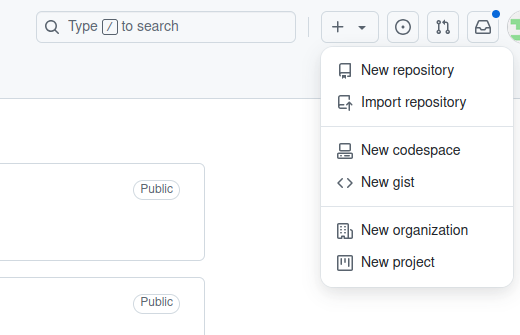 Type / to search
New repository
Import repository
New codespace
Public
New gist
New organization
New project
Public